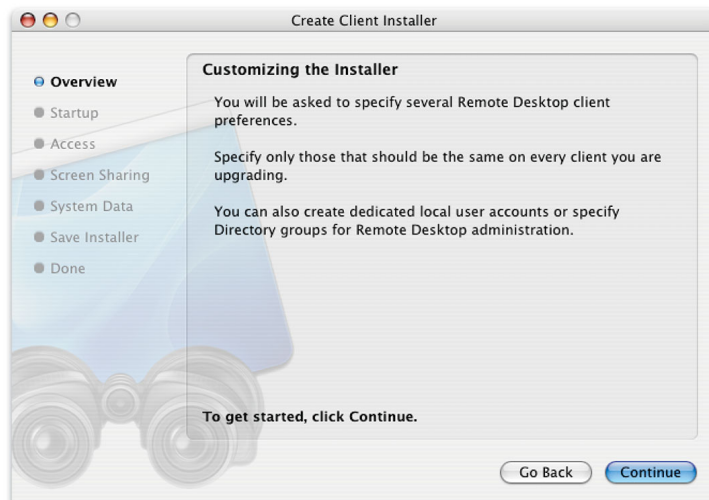 Create Client Installer
Overview
Startup
Access
Screen Sharing
System Data
Save Installer
Done
Customizing the Installer
You will be asked to specify several Remote Desktop client
preferences.
Specify only those that should be the same on every client you are
upgrading.
You can also create dedicated local user accounts or specify
Directory groups for Remote Desktop administration.
To get started, click Continue.
Go Back
Continue